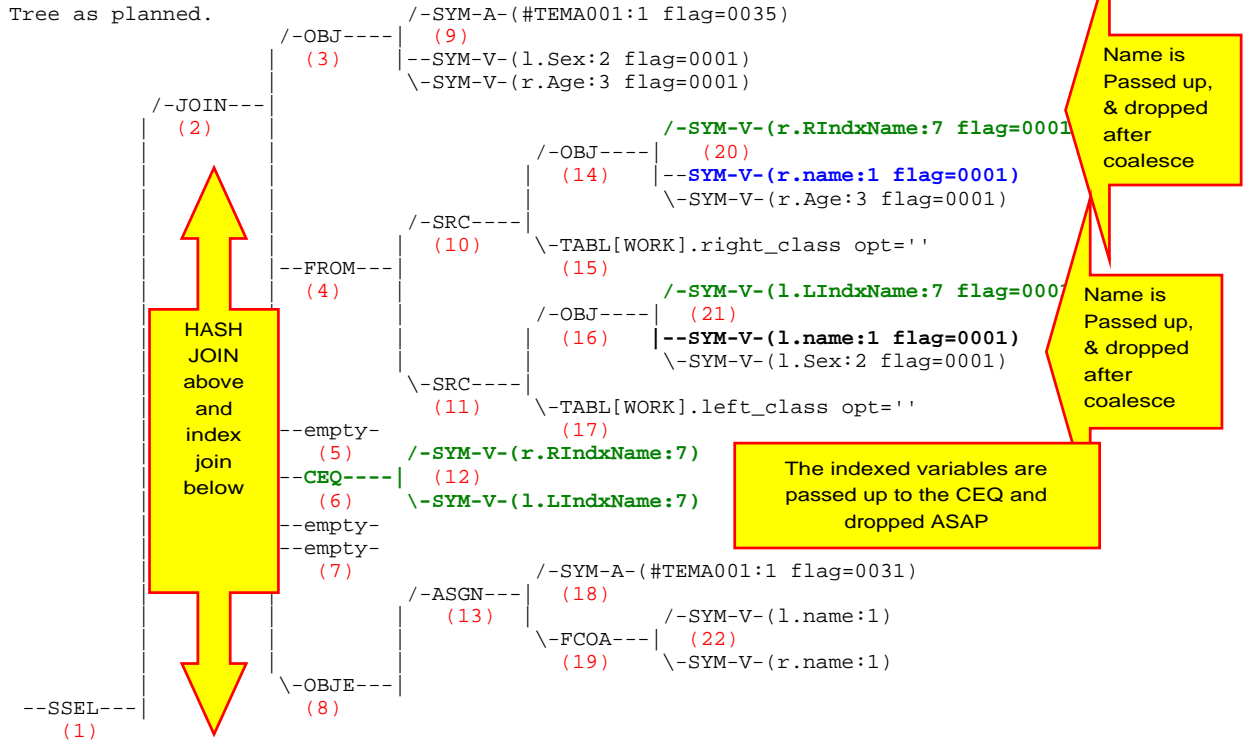 Tree as planned.
/-SYM-A-(#TEMA001:1 flag=0035)
/-OBJ----| (9)
(3) |--SYM-V-(l.Sex:2 flag=0001)
\-SYM-V-(r.Age:3 flag=0001)
/-JOIN---|
(2)
/-SYM-V-(r.RIndxName:7 flag=0001
/-OBJ----| (20)
(14) |--SYM-V-(r.name:1 flag=0001)
\-SYM-V-(r.Age:3 flag=0001)
/-SRC----|
(10) \-TABL[WORK].right_class opt=''
(15)
--FROM---|
(4)
/-SYM-V-(l.LIndxName:7 flag=000
/-OBJ----| (21)
(16) |--SYM-V-(l.name:1 flag=0001)
\-SYM-V-(l.Sex:2 flag=0001)
\-SRC----|
(11) \-TABL[WORK].left_class opt=''
(17)
--empty-
(5) /-SYM-V-(r.RIndxName:7)
--CEQ----| (12)
(6) \-SYM-V-(l.LIndxName:7)
--empty-
--empty-
(7)
/-SYM-A-(#TEMA001:1 flag=0031)
/-ASGN---| (18)
(13)
/-SYM-V-(l.name:1)
\-FCOA---| (22)
(19) \-SYM-V-(r.name:1)
\-OBJE---|
(8)
--SSEL---|
(1)
HASH
JOIN
above
and
index
join
below
Name is
Passed up,
& dropped
after
coalesce
Name is
Passed up,
& dropped
after
coalesce
The indexed variables are
passed up to the CEQ and
dropped ASAP